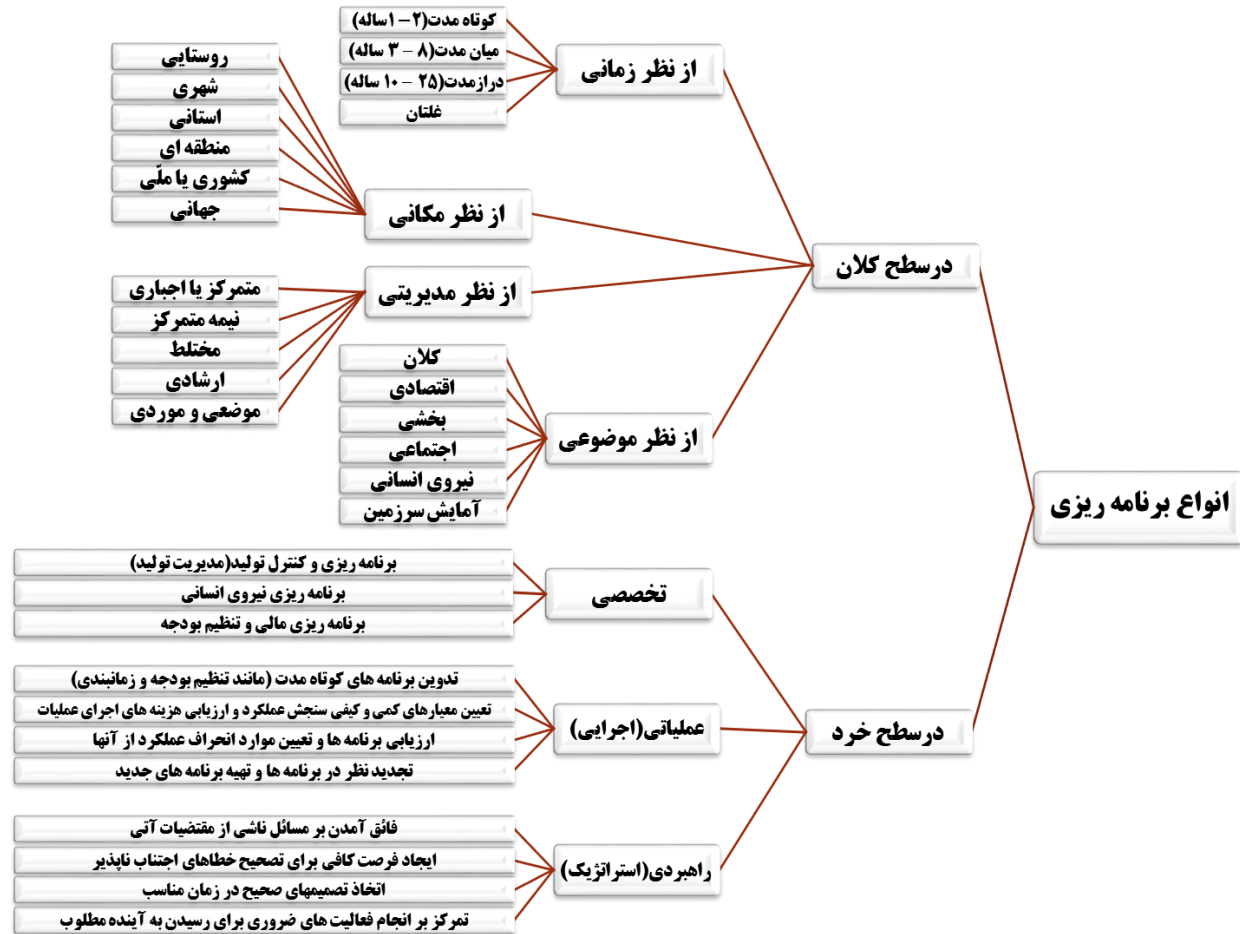 انواع برنامه ریزی
درسطح کلان
از نظر زمانی
کوتاه مدت(۲ - ۱ساله)
میان مدت(۸ - ۳ ساله)
درازمدت(۲۵ - ۱۰ ساله)
غلتان
از نظر مکانی
روستایی
شهری
استانی
منطقه ای
کشوری یا ملّی
جهانی
از نظر مدیریتی
متمرکز یا اجباری
نیمه متمرکز
مختلط
ارشادی
موضعی و موردی
از نظر موضوعی
کلان
اقتصادی
بخشی
اجتماعی
نیروی انسانی
آمایش سرزمین
درسطح خرد
تخصصی
برنامه ریزی و کنترل تولید(مدیریت تولید)
برنامه ریزی نیروی انسانی
برنامه ریزی مالی و تنظیم بودجه
عملیاتی(اجرایی)
تدوین برنامه های کوتاه مدت (مانند تنظیم بودجه و زمانبندی)
تعیین معیارهای کمی و کیفی سنجش عملکرد و ارزیابی هزینه های اجرای عملیات
ارزیابی برنامه ها و تعیین موارد انحراف عملکرد از آنها
تجدید نظر در برنامه ها و تهیه برنامه های جدید
راهبردی(استراتژیک)
فائق آمدن بر مسائل ناشی از مقتضیات آتی
ایجاد فرصت کافی برای تصحیح خطاهای اجتناب ناپذیر
اتخاذ تصمیمهای صحیح در زمان مناسب
تمرکز بر انجام فعالیت های ضروری برای رسیدن به آینده مطلوب